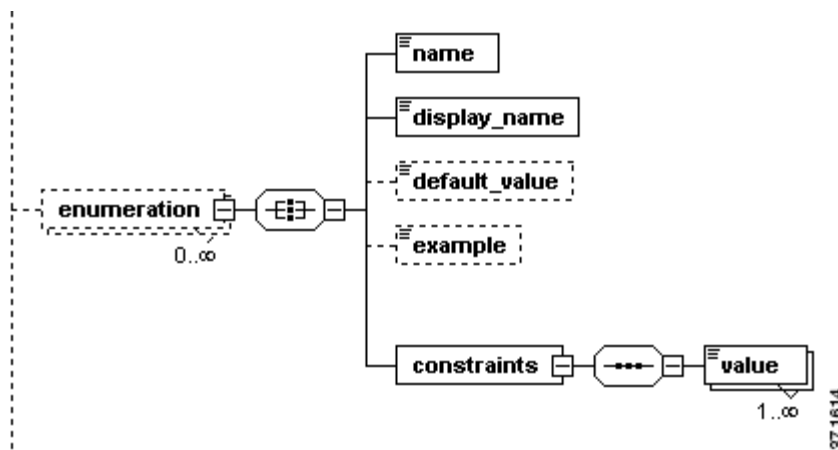 name
display_name
default_value
enumeration
0..∞
example
constraints
value
1..∞
271614